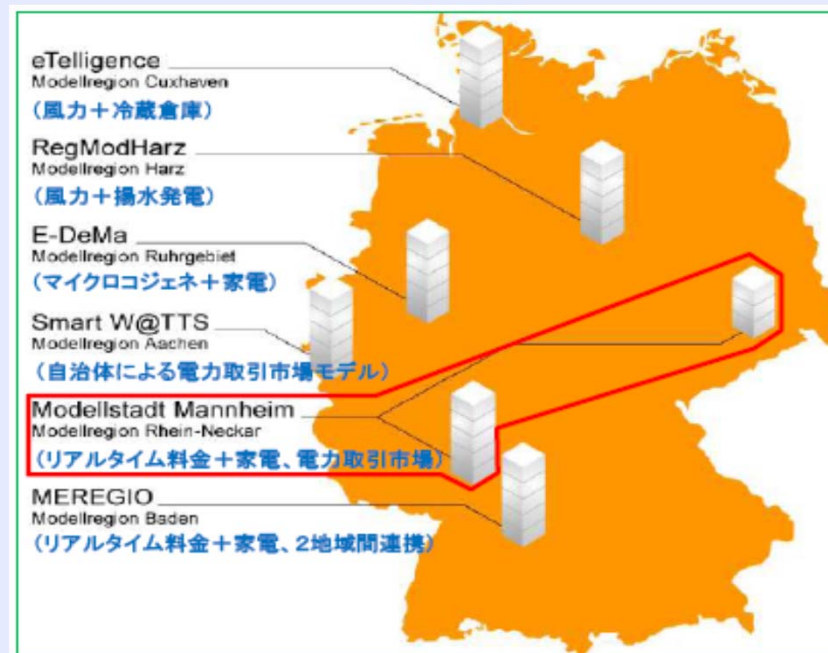 eTelligence
Modellregion Cuxhaven
（風力＋冷蔵倉庫）
RegModHarz
Modellregion Harz
（風力＋揚水発電）
E-DeMa
Modellregion Ruhrgebiet
（マイクロコジェネ＋家電）
Smart W@TTS
Modellregion Aachen
（自治体による電力取引市場モデル）
Modellstadt Mannheim
Modellregion Rhein-Neckar
（リアルタイム料金＋家電、電力取引市場）
MEREGIO
Modellregion Baden
（リアルタイム料金＋家電、2地域間連携）